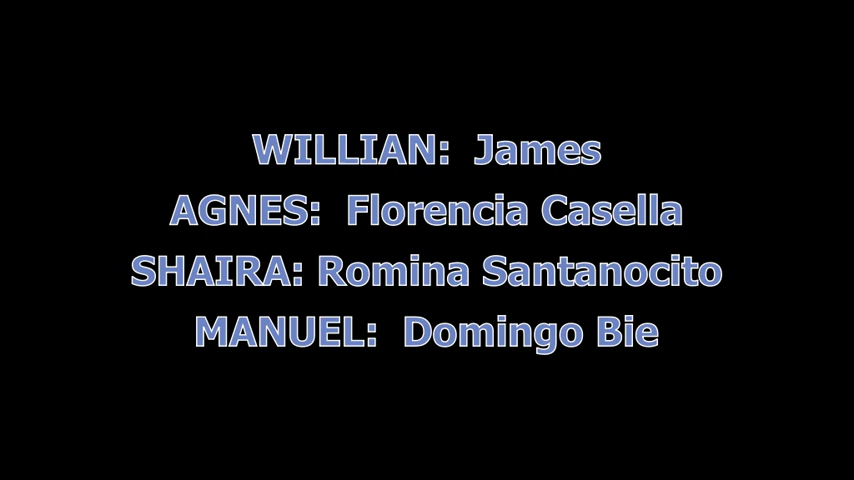 WILLIAN: James
AGNES: Florencia Casella
SHAIRA: Romina Santanocito
MANUEL: Domingo Bie